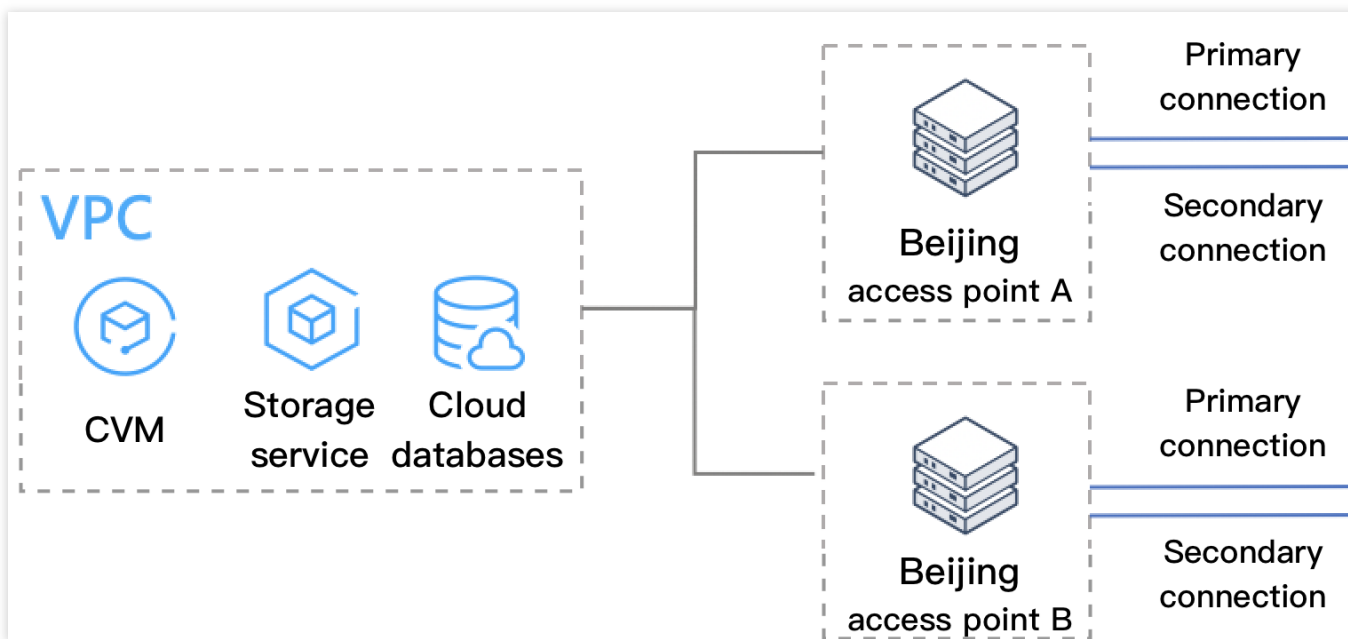 VPC
CVM
Storage
service
Cloud
databases
Beijing
access point A
Primary
connection
Secondary
connection
Beijing
access point B
Primary
connection
Secondary
connection